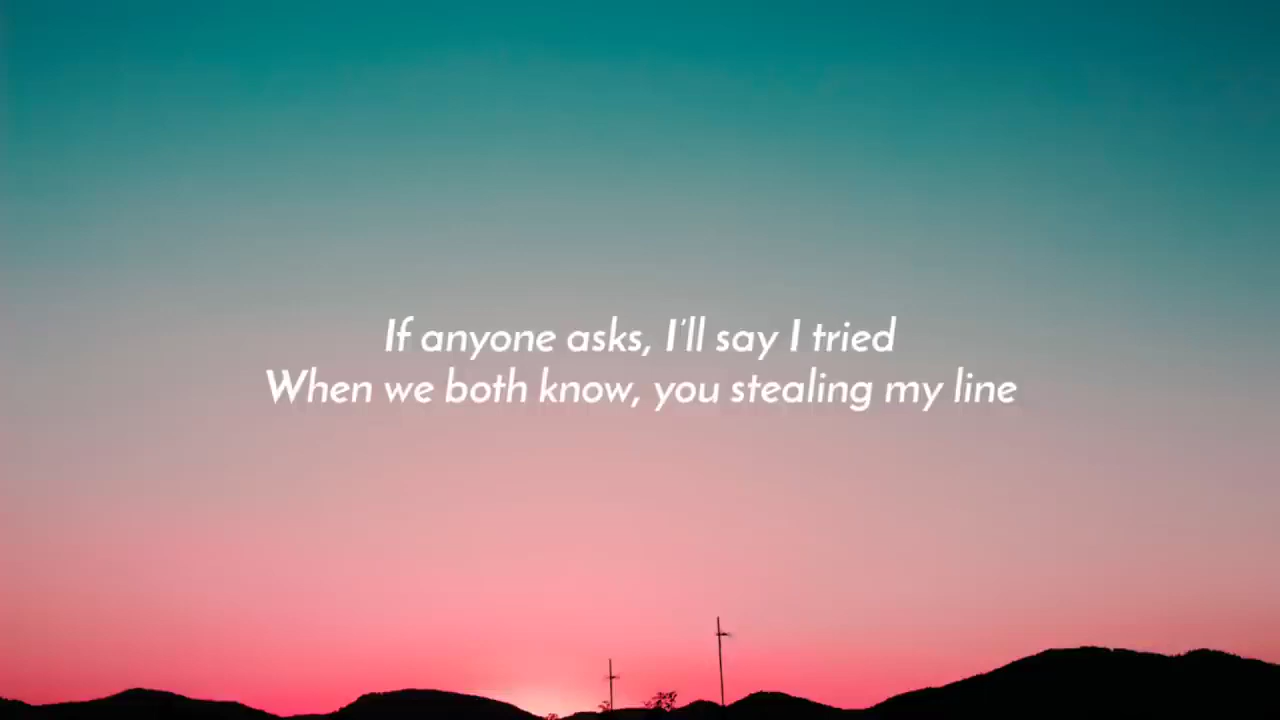 If anyone asks, I'll say I tried
When we both know, you stealing my line